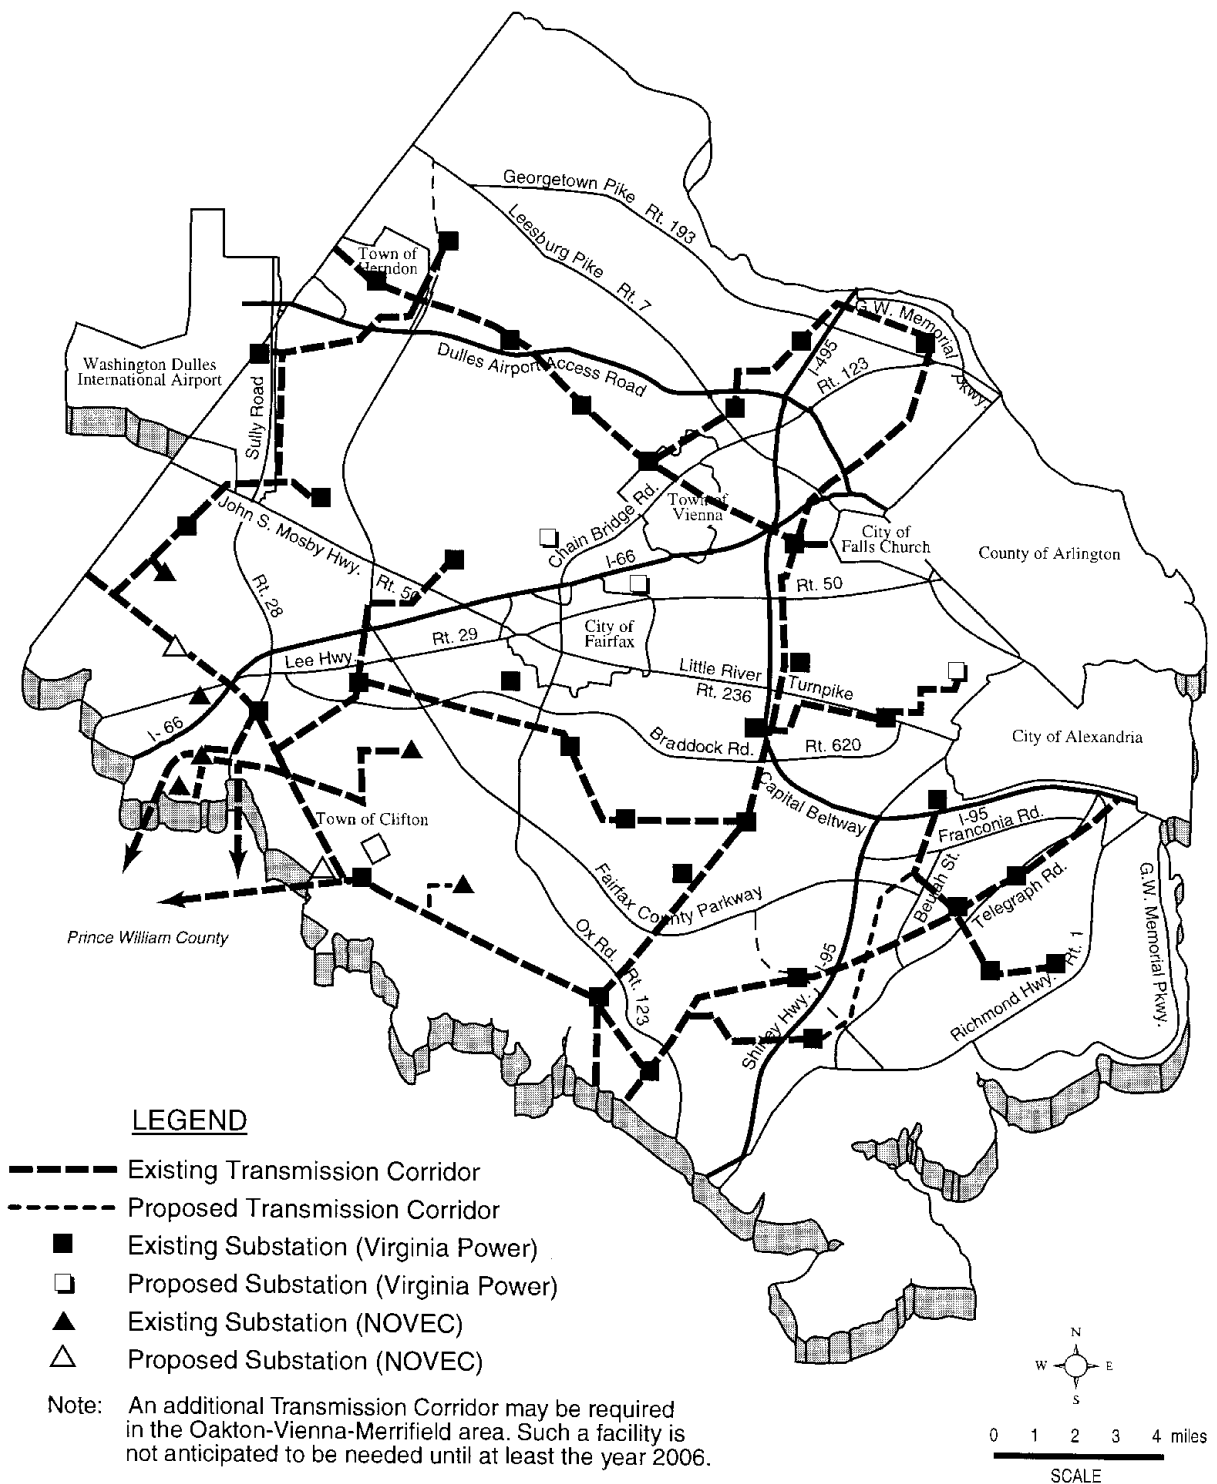 Georgetown Pike Rt. 193
Leesburg Pike Rt. 7
Town of
Herndon
G.W. Memorial Pkwy.
Washington Dulles
International Airport
Dulles Airport Access Road
I-495
Rt. 123
Sully Road
John S. Mosby Hwy. Rt. 50
Chain Bridge Rd.
Town of
Vienna
City of
Falls Church
County of Arlington
I-66
Rt. 50
Rt. 28
City of
Fairfax
Rt. 29
Lee Hwy.
Little River Turnpike
Rt. 236
I- 66
Braddock Rd. Rt. 620
City of Alexandria
Capital Beltway
Town of Clifton
I-95
Franconia Rd.
Beulah St.
Telegraph Rd.
Fairfax County Parkway
Prince William County
Ox Rd. Rt. 123
I-95
Shirley Hwy.
Richmond Hwy. Rt. 1
G.W. Memorial Pkwy.
LEGEND
Existing Transmission Corridor
Proposed Transmission Corridor
Existing Substation (Virginia Power)
Proposed Substation (Virginia Power)
Existing Substation (NOVEC)
Proposed Substation (NOVEC)
Note: An additional Transmission Corridor may be required
in the Oakton-Vienna-Merrifield area. Such a facility is
not anticipated to be needed until at least the year 2006.
N
W E
S
0 1 2 3 4 miles
SCALE